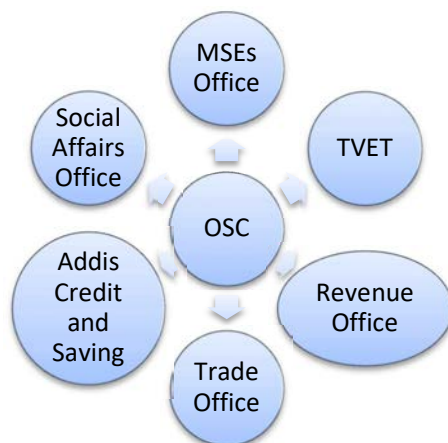 MSEs
Office
Social
Affairs
Office
TVET
OSC
Addis
Credit
and
Saving
Revenue
Office
Trade
Office